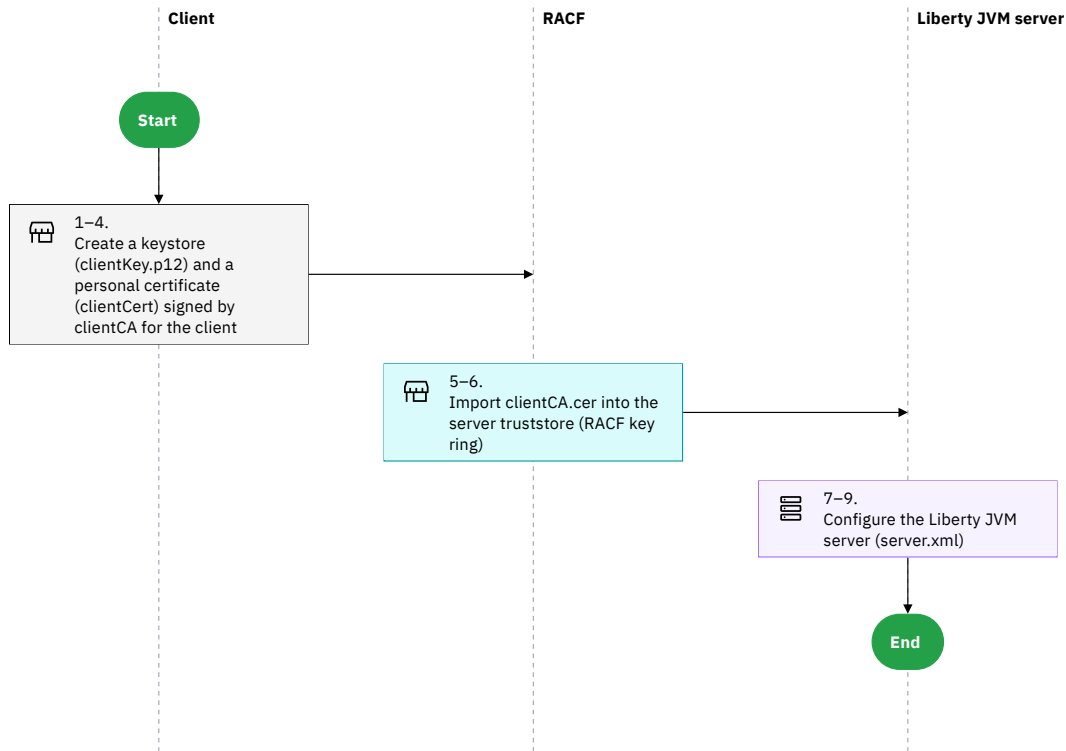 Client
RACF
Liberty JVM server
Start
1–4.
Create a keystore
(clientKey.p12) and a
personal certificate
(clientCert) signed by
clientCA for the client
5–6.
Import clientCA.cer into the
server truststore (RACF key
ring)
7–9.
Configure the Liberty JVM
server (server.xml)
End